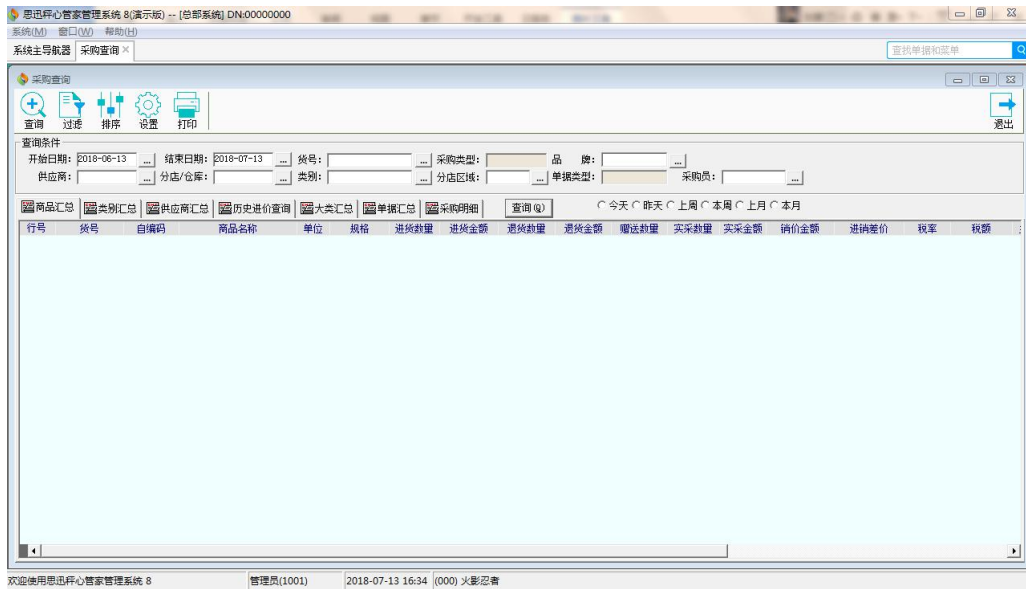 思迅秤心管家管理系统 8(演示版) -- [总部系统] DN:00000000
系统(M) 窗口(W) 帮助(H)
系统主导航器 采购查询 查找单据和菜单
采购查询
查询 过滤 排序 设置 打印 退出
查询条件
开始日期: 2018-06-13 ... 结束日期: 2018-07-13 ... 货号: ... 采购类型: 品 牌: ...
供应商: ... 分店/仓库: ... 类别: ... 分店区域: ... 单据类型: 采购员: ...
商品汇总 类别汇总 供应商汇总 历史进价查询 大类汇总 单据汇总 采购明细 查询(Q) 今天 昨天 上周 本周 上月 本月
行号 货号 自编码 商品名称 单位 规格 进货数量 进货金额 退货数量 退货金额 赠送数量 实采数量 实采金额 销价金额 进销差价 税率 税额
欢迎使用思迅秤心管家管理系统 8 管理员(1001) 2018-07-13 16:34 (000) 火影忍者